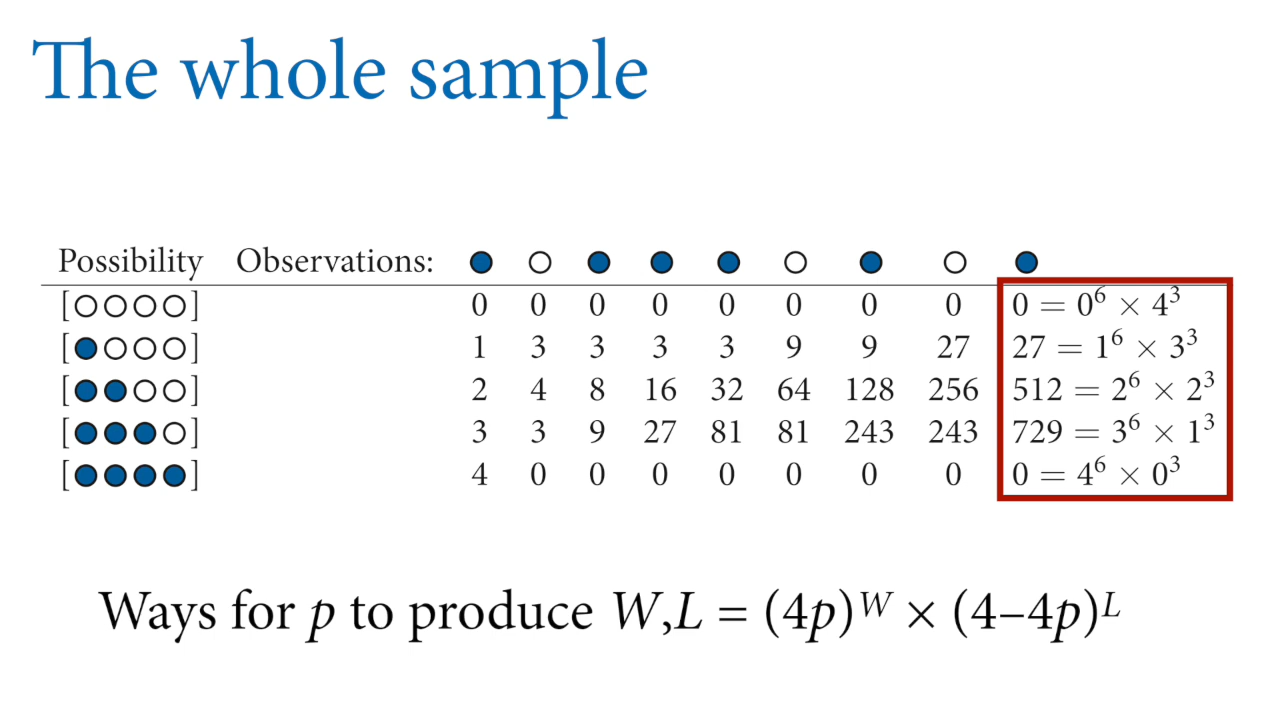 The whole sample
Possibility Observations: ● ○ ● ● ● ○ ● ○ ●
[○○○○] 0 0 0 0 0 0 0 0 0 = 0⁶ × 4³
[●○○○] 1 3 3 3 3 9 9 27 27 = 1⁶ × 3³
[●●○○] 2 4 8 16 32 64 128 256 512 = 2⁶ × 2³
[●●●○] 3 3 9 27 81 81 243 243 729 = 3⁶ × 1³
[●●●●] 4 0 0 0 0 0 0 0 0 = 4⁶ × 0³
Ways for p to produce W,L = (4p)ᵂ × (4–4p)ᴸ